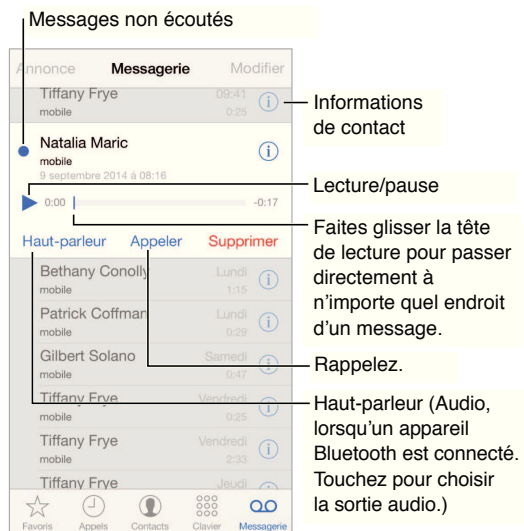 Messages non écoutés
Annonce Messagerie Modifier
Tiffany Frye 09:41
mobile 0:25
Informations
de contact
Natalia Maric
mobile
9 septembre 2014 à 08:16
Lecture/pause
0:00 -0:17
Faites glisser la tête
de lecture pour passer
directement à
n'importe quel endroit
d'un message.
Haut-parleur Appeler Supprimer
Bethany Conolly Lundi
mobile 1:15
Patrick Coffman Lundi
mobile 0:29
Gilbert Solano Samedi
mobile 0:47
Rappelez.
Tiffany Frye Vendredi
mobile 0:25
Tiffany Frye Vendredi
mobile 2:33
Tiffany Frye Jeudi
Haut-parleur (Audio,
lorsqu'un appareil
Bluetooth est connecté.
Touchez pour choisir
la sortie audio.)
Favoris Appels Contacts Clavier Messagerie